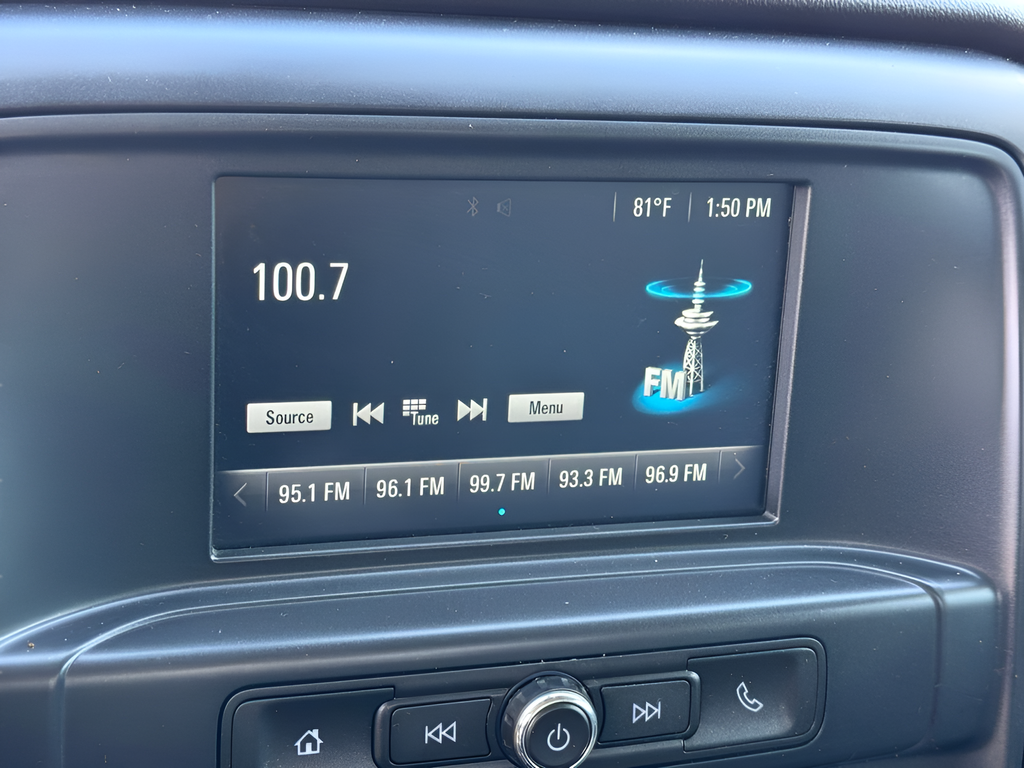 81°F 1:50 PM
100.7
FM
Source Tune Menu
95.1 FM 96.1 FM 99.7 FM 93.3 FM 96.9 FM